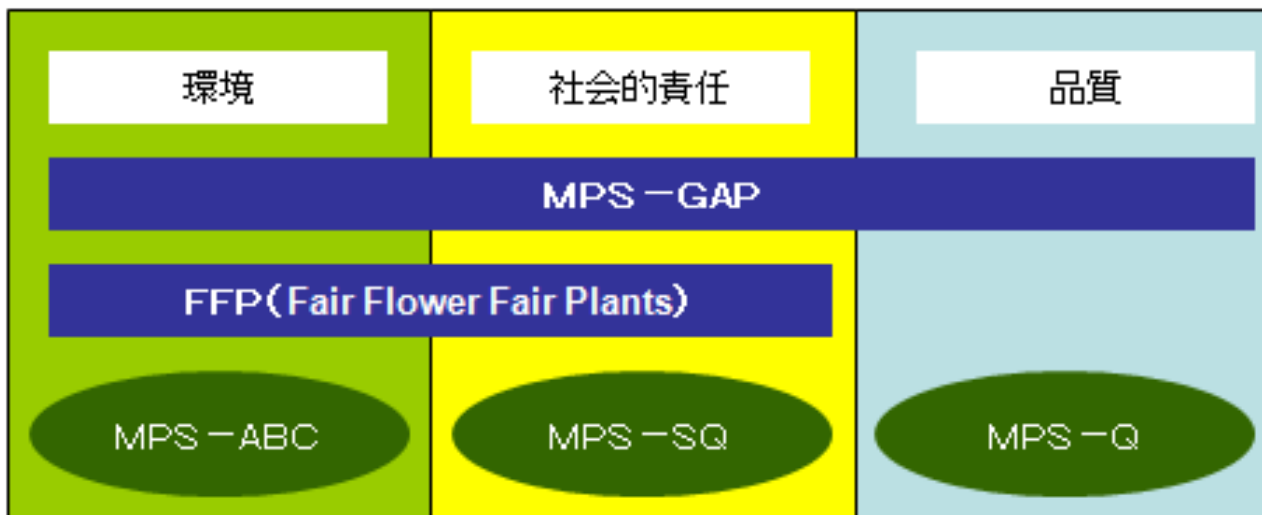 環境
社会的責任
品質
MPS－GAP
FFP(Fair Flower Fair Plants)
MPS－ABC
MPS－SQ
MPS－Q